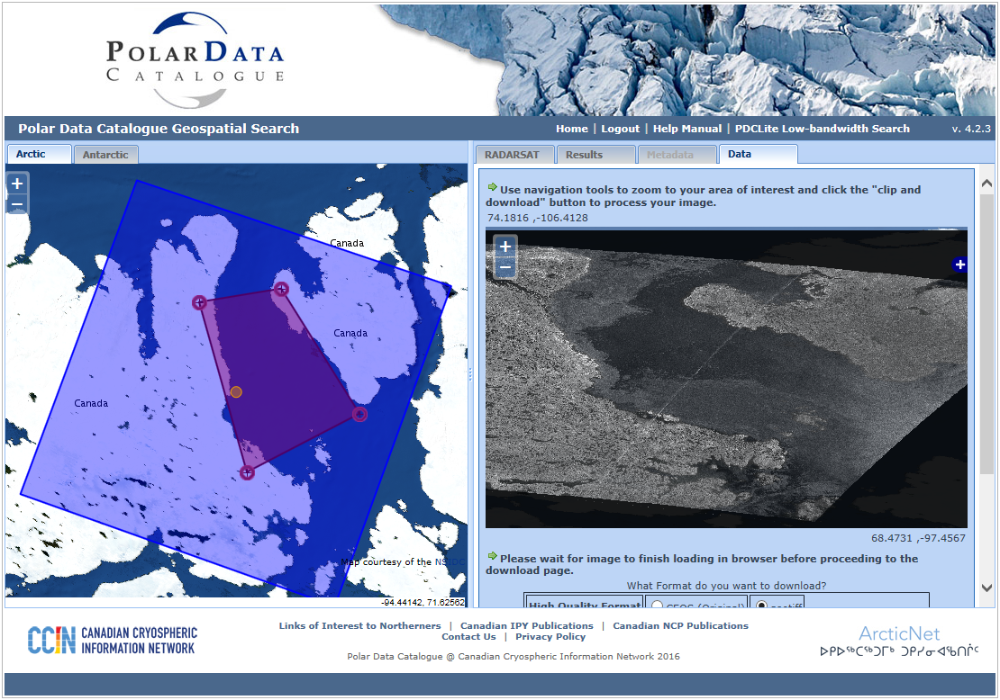 POLAR DATA
CATALOGUE
Polar Data Catalogue Geospatial Search
Home | Logout | Help Manual | PDCLite Low-bandwidth Search
v. 4.2.3
Arctic
Antarctic
+
−
Canada
Canada
Canada
Map courtesy of the NSIDC
-94.44142, 71.62562
RADARSAT
Results
Metadata
Data
Use navigation tools to zoom to your area of interest and click the "clip and
download" button to process your image.
74.1816 ,-106.4128
+
−
+
68.4731 ,-97.4567
Please wait for image to finish loading in browser before proceeding to the
download page.
What Format do you want to download?
High Quality Format
CEOS (Original)
geotiff
CCIN
CANADIAN CRYOSPHERIC
INFORMATION NETWORK
Links of Interest to Northerners | Canadian IPY Publications | Canadian NCP Publications
Contact Us | Privacy Policy
Polar Data Catalogue @ Canadian Cryospheric Information Network 2016
ArcticNet
ᐅᑭᐅᖅᑕᖅᑐᒥᒃ ᑐᑭᓯᓂᐊᖃᑎᒌᑦ